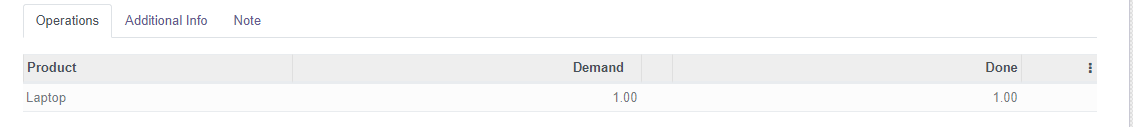 Operations Additional Info Note
Product Demand Done
Laptop 1.00 1.00